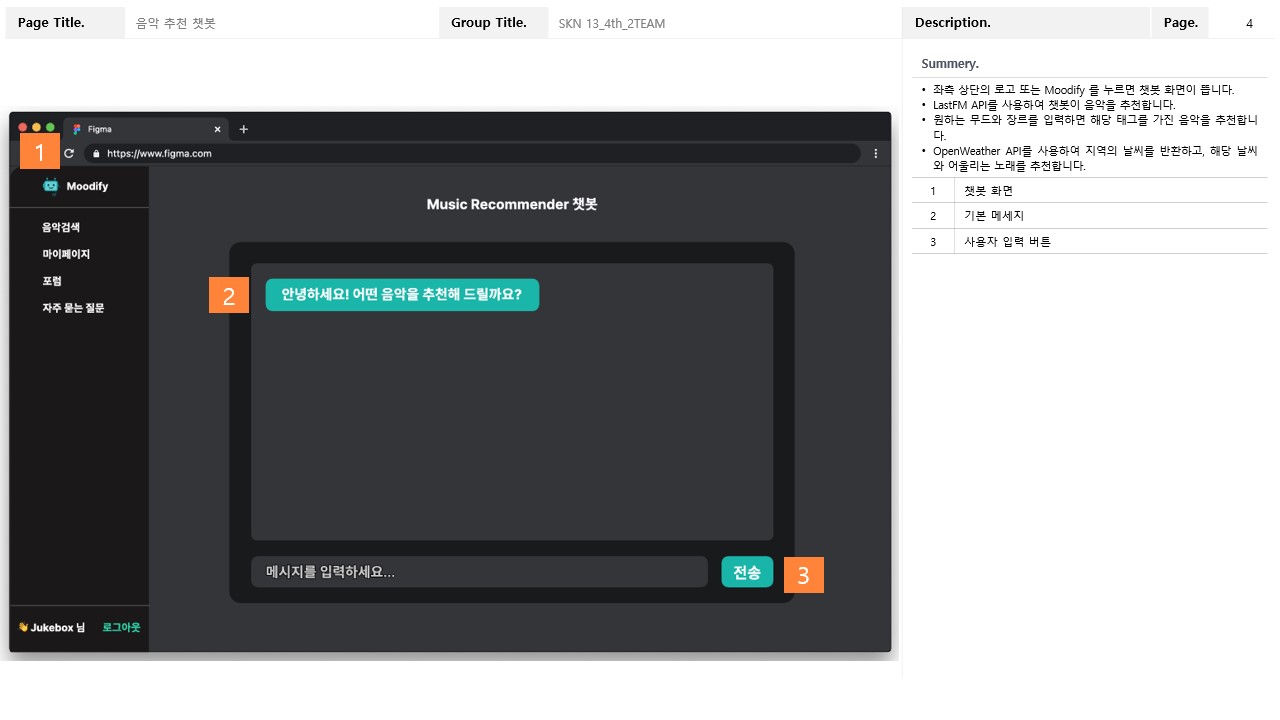 Page Title. 음악 추천 챗봇 Group Title. SKN 13_4th_2TEAM Description. Page. 4
Figma
https://www.figma.com
1
Moodify
음악검색
마이페이지
포럼
자주 묻는 질문
Music Recommender 챗봇
2
안녕하세요! 어떤 음악을 추천해 드릴까요?
메시지를 입력하세요...
전송
3
👋 Jukebox 님 로그아웃
Summery.
• 좌측 상단의 로고 또는 Moodify 를 누르면 챗봇 화면이 뜹니다.
• LastFM API를 사용하여 챗봇이 음악을 추천합니다.
• 원하는 무드와 장르를 입력하면 해당 태그를 가진 음악을 추천합니
다.
• OpenWeather API를 사용하여 지역의 날씨를 반환하고, 해당 날씨
와 어울리는 노래를 추천합니다.
1 챗봇 화면
2 기본 메세지
3 사용자 입력 버튼